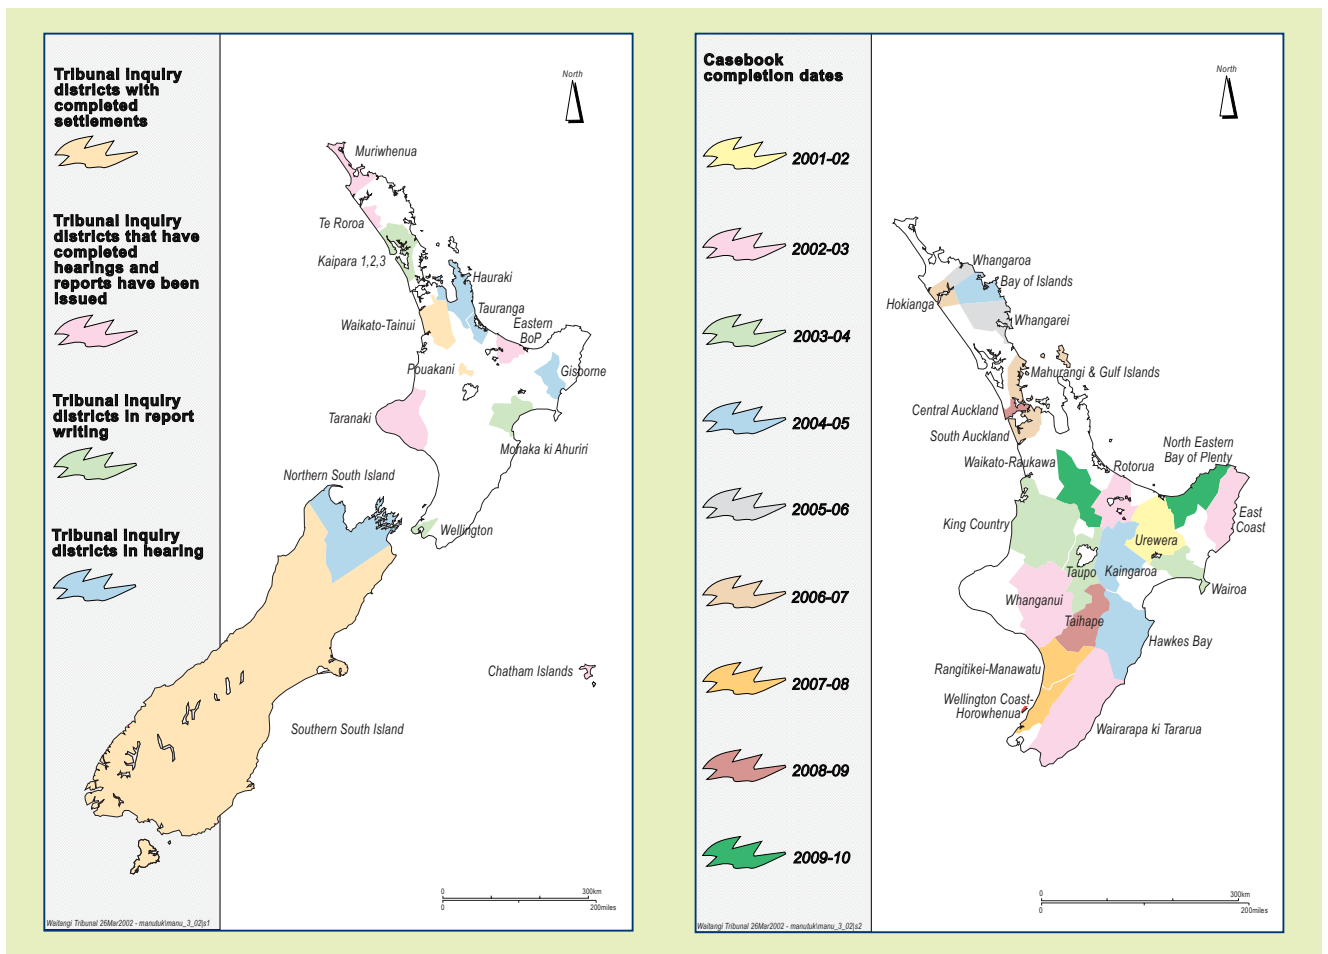 Tribunal inquiry
districts with
completed
settlements
Tribunal inquiry
districts that have
completed
hearings and
reports have been
issued
Tribunal inquiry
districts in report
writing
Tribunal inquiry
districts in hearing
North
Muriwhenua
Te Roroa
Kaipara 1,2,3
Hauraki
Tauranga
Waikato-Tainui
Eastern
BoP
Pouakani
Gisborne
Taranaki
Mohaka ki Ahuriri
Northern South Island
Wellington
Chatham Islands
Southern South Island
0 300km
0 200miles
Waitangi Tribunal 26Mar2002 - manutuk\manu_3_02js1
Casebook
completion dates
2001-02
2002-03
2003-04
2004-05
2005-06
2006-07
2007-08
2008-09
2009-10
North
Whangaroa
Bay of Islands
Hokianga
Whangarei
Mahurangi & Gulf Islands
Central Auckland
South Auckland
North Eastern
Bay of Plenty
Waikato-Raukawa
Rotorua
King Country
East
Coast
Urewera
Taupo
Kaingaroa
Wairoa
Whanganui
Taihape
Hawkes Bay
Rangitikei-Manawatu
Wellington Coast-
Horowhenua
Wairarapa ki Tararua
0 300km
0 200miles
Waitangi Tribunal 26Mar2002 - manutuk\manu_3_02js2